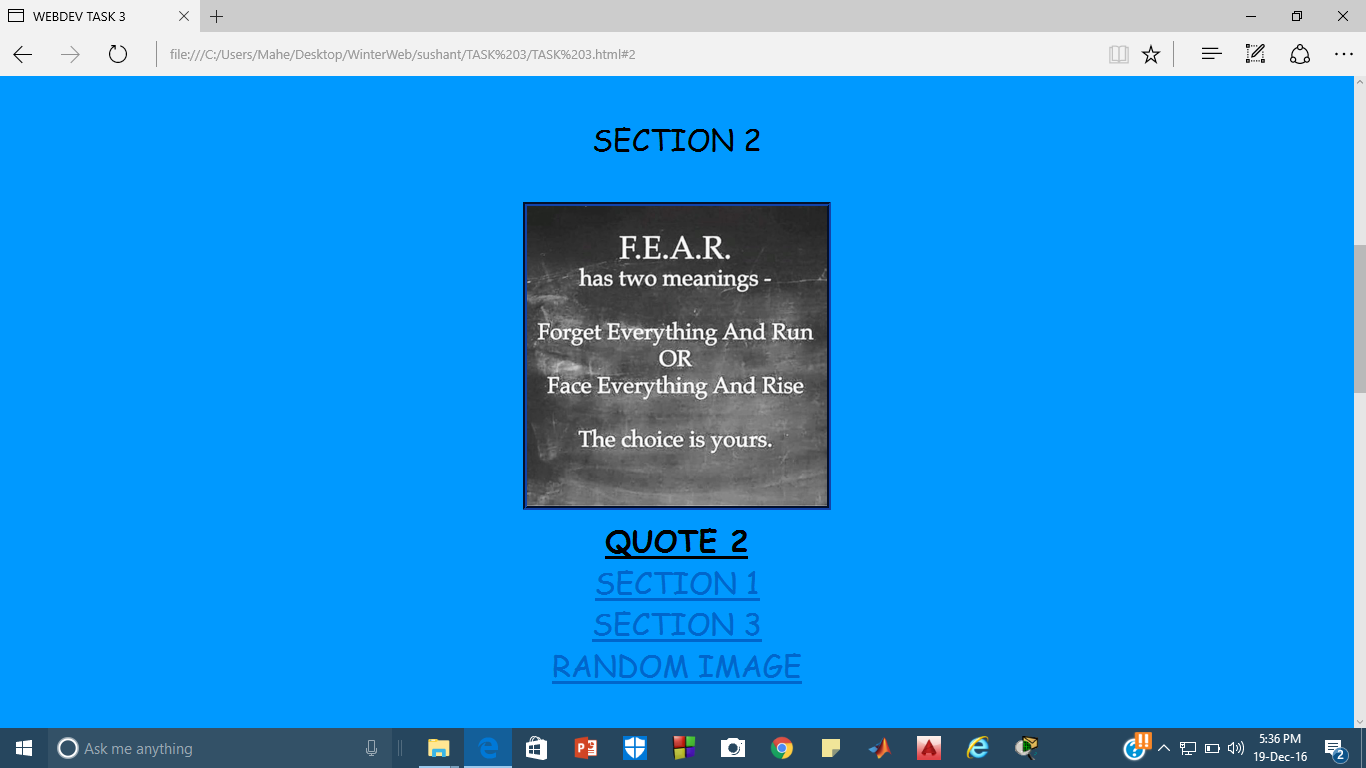 WEBDEV TASK 3
file:///C:/Users/Mahe/Desktop/WinterWeb/sushant/TASK%203/TASK%203.html#2
SECTION 2
F.E.A.R.
has two meanings -
Forget Everything And Run
OR
Face Everything And Rise
The choice is yours.
QUOTE 2
SECTION 1
SECTION 3
RANDOM IMAGE
Ask me anything
5:36 PM
19-Dec-16
2